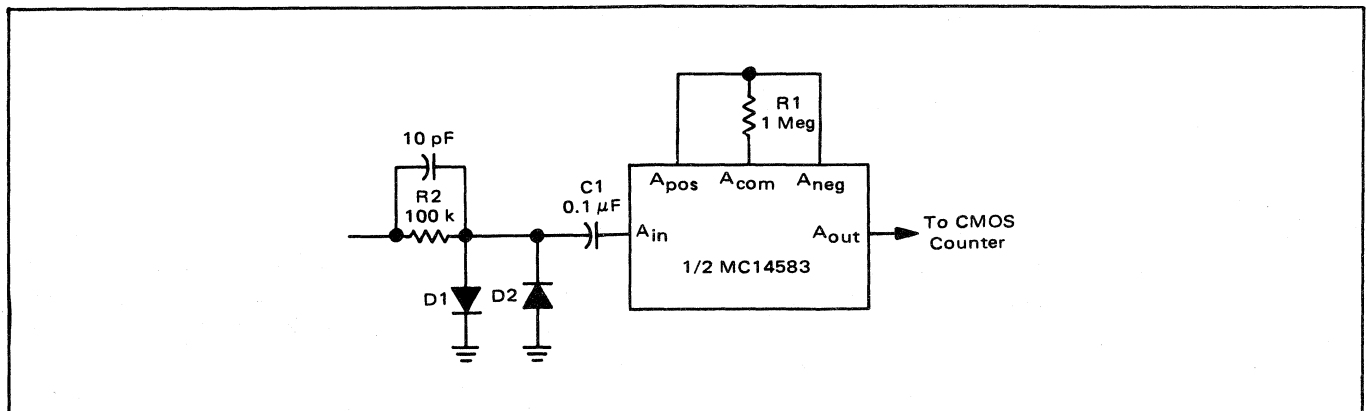 R1
1 Meg
10 pF
R2
100 k
C1
0.1 μF
Apos Acom Aneg
Ain
Aout
To CMOS
Counter
1/2 MC14583
D1
D2